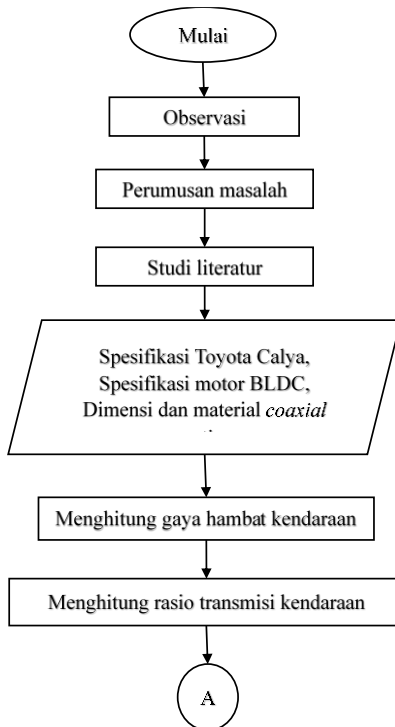 Mulai
Observasi
Perumusan masalah
Studi literatur
Spesifikasi Toyota Calya,
Spesifikasi motor BLDC,
Dimensi dan material coaxial
Menghitung gaya hambat kendaraan
Menghitung rasio transmisi kendaraan
A